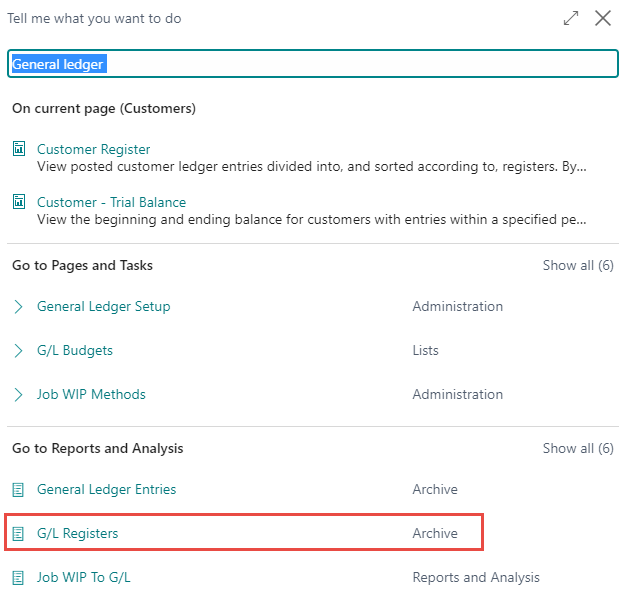 Tell me what you want to do
General ledger
On current page (Customers)
Customer Register
View posted customer ledger entries divided into, and sorted according to, registers. By...
Customer - Trial Balance
View the beginning and ending balance for customers with entries within a specified pe...
Go to Pages and Tasks Show all (6)
General Ledger Setup Administration
G/L Budgets Lists
Job WIP Methods Administration
Go to Reports and Analysis Show all (6)
General Ledger Entries Archive
G/L Registers Archive
Job WIP To G/L Reports and Analysis